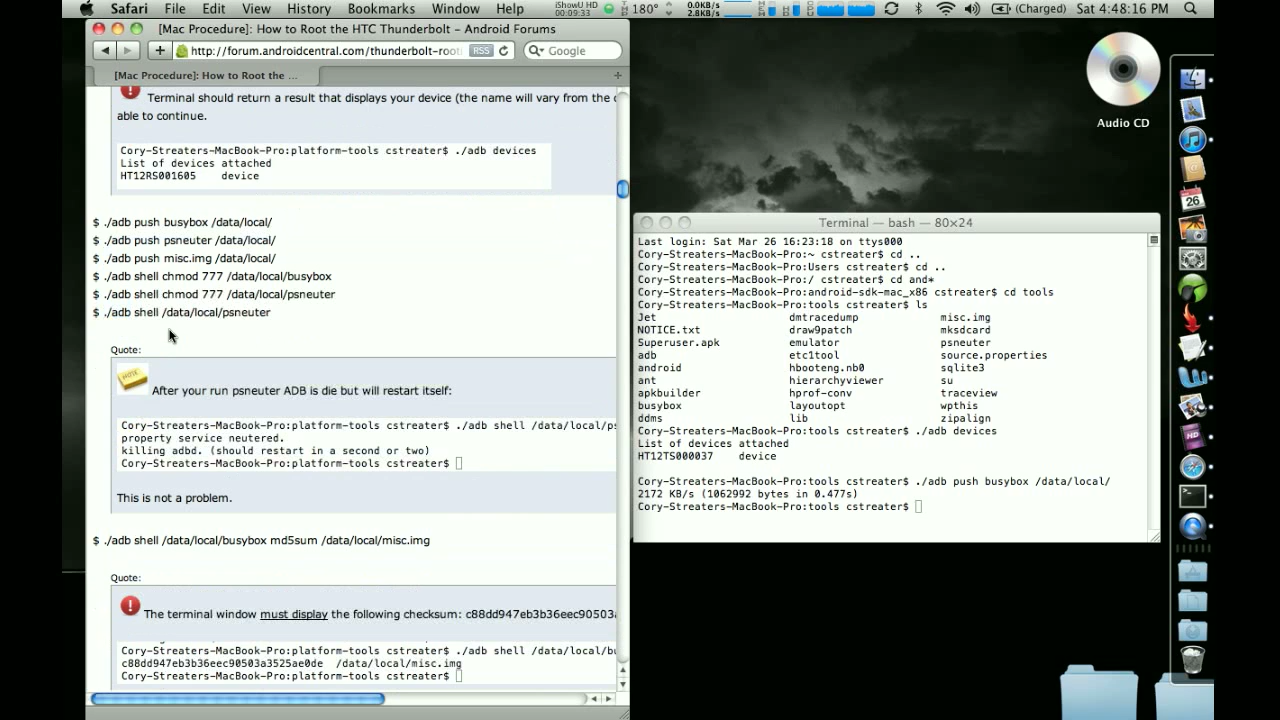 Safari File Edit View History Bookmarks Window Help iShowU HD 00:09:33 180° 0.0KB/s 2.8KB/s (Charged) Sat 4:48:16 PM
[Mac Procedure]: How to Root the HTC Thunderbolt – Android Forums
http://forum.androidcentral.com/thunderbolt-roo RSS Google
[Mac Procedure]: How to Root the ...
Terminal should return a result that displays your device (the name will vary from the
able to continue.
Cory-Streaters-MacBook-Pro:platform-tools cstreater$ ./adb devices
List of devices attached
HT12RS001605 device
$ ./adb push busybox /data/local/
$ ./adb push psneuter /data/local/
$ ./adb push misc.img /data/local/
$ ./adb shell chmod 777 /data/local/busybox
$ ./adb shell chmod 777 /data/local/psneuter
$ ./adb shell /data/local/psneuter
Quote:
NOTE
After your run psneuter ADB is die but will restart itself:
Cory-Streaters-MacBook-Pro:platform-tools cstreater$ ./adb shell /data/local/ps
property service neutered.
killing adbd. (should restart in a second or two)
Cory-Streaters-MacBook-Pro:platform-tools cstreater$
This is not a problem.
$ ./adb shell /data/local/busybox md5sum /data/local/misc.img
Quote:
The terminal window must display the following checksum: c88dd947eb3b36eec90503
Cory-Streaters-MacBook-Pro:platform-tools cstreater$ ./adb shell /data/local/bu
c88dd947eb3b36eec90503a3525ae0de /data/local/misc.img
Cory-Streaters-MacBook-Pro:platform-tools cstreater$
Audio CD
Terminal — bash — 80×24
Last login: Sat Mar 26 16:23:18 on ttys000
Cory-Streaters-MacBook-Pro:~ cstreater$ cd ..
Cory-Streaters-MacBook-Pro:Users cstreater$ cd ..
Cory-Streaters-MacBook-Pro:/ cstreater$ cd and*
Cory-Streaters-MacBook-Pro:android-sdk-mac_x86 cstreater$ cd tools
Cory-Streaters-MacBook-Pro:tools cstreater$ ls
Jet dmtracedump misc.img
NOTICE.txt draw9patch mksdcard
Superuser.apk emulator psneuter
adb etc1tool source.properties
android hboot­eng.nb0 sqlite3
ant hierarchyviewer su
apkbuilder hprof-conv traceview
busybox layoutopt wpthis
ddms lib zipalign
Cory-Streaters-MacBook-Pro:tools cstreater$ ./adb devices
List of devices attached
HT12TS000037 device
Cory-Streaters-MacBook-Pro:tools cstreater$ ./adb push busybox /data/local/
2172 KB/s (1062992 bytes in 0.477s)
Cory-Streaters-MacBook-Pro:tools cstreater$